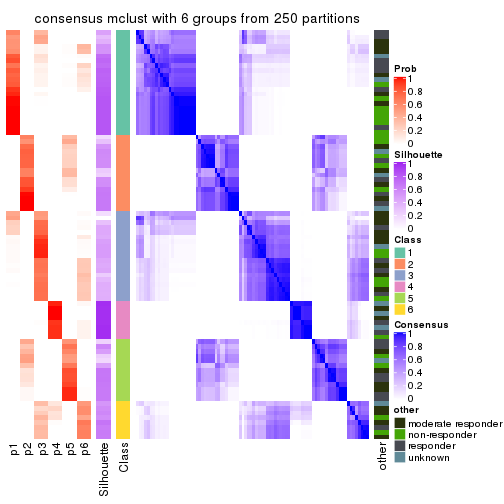 consensus mclust with 6 groups from 250 partitions
Prob
1
0.8
0.6
0.4
0.2
0
Silhouette
1
0.8
0.6
0.4
0.2
0
Class
1
2
3
4
5
6
Consensus
1
0.8
0.6
0.4
0.2
0
other
moderate responder
non-responder
responder
unknown
p1
p2
p3
p4
p5
p6
Silhouette
Class
other